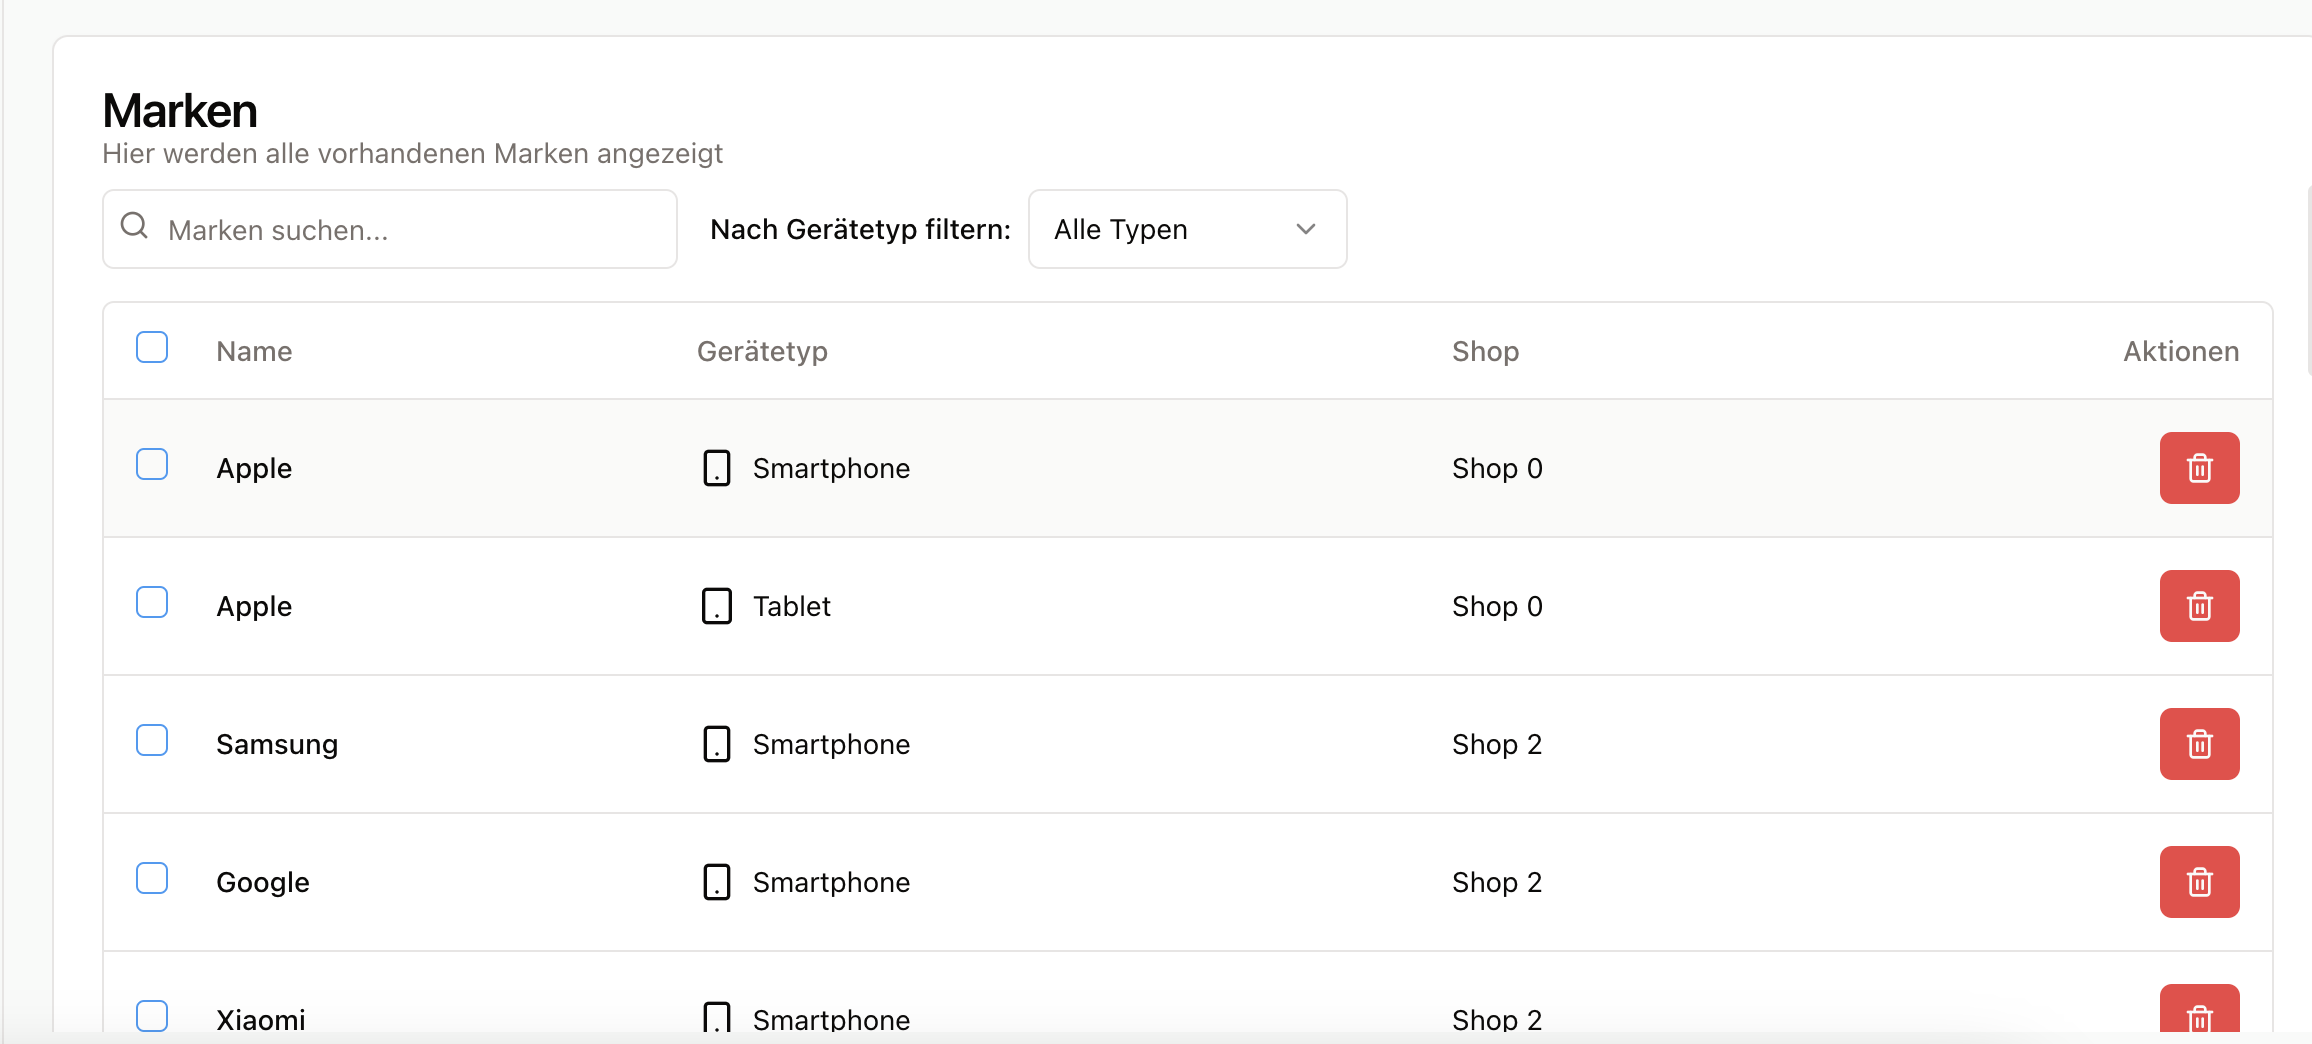 Marken
Hier werden alle vorhandenen Marken angezeigt
Marken suchen... Nach Gerätetyp filtern: Alle Typen
Name Gerätetyp Shop Aktionen
Apple Smartphone Shop 0
Apple Tablet Shop 0
Samsung Smartphone Shop 2
Google Smartphone Shop 2
Xiaomi Smartphone Shop 2